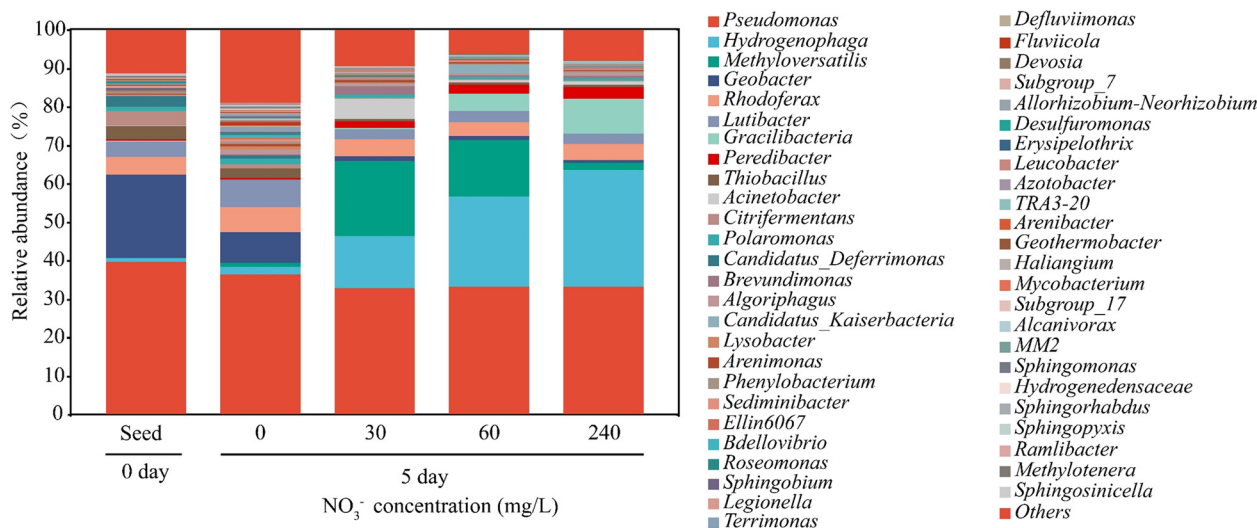 Relative abundance (%)
100
90
80
70
60
50
40
30
20
10
0
Seed
0
30
60
240
0 day
5 day
NO₃⁻ concentration (mg/L)
Pseudomonas
Hydrogenophaga
Methyloversatilis
Geobacter
Rhodoferax
Lutibacter
Gracilibacteria
Peredibacter
Thiobacillus
Acinetobacter
Citrifermentans
Polaromonas
Candidatus_Deferrimonas
Brevundimonas
Algoriphagus
Candidatus_Kaiserbacteria
Lysobacter
Arenimonas
Phenylobacterium
Sediminibacter
Ellin6067
Bdellovibrio
Roseomonas
Sphingobium
Legionella
Terrimonas
Defluviimonas
Fluviicola
Devosia
Subgroup_7
Allorhizobium-Neorhizobium
Desulfuromonas
Erysipelothrix
Leucobacter
Azotobacter
TRA3-20
Arenibacter
Geothermobacter
Haliangium
Mycobacterium
Subgroup_17
Alcanivorax
MM2
Sphingomonas
Hydrogenedensaceae
Sphingorhabdus
Sphingopyxis
Ramlibacter
Methylotenera
Sphingosinicella
Others